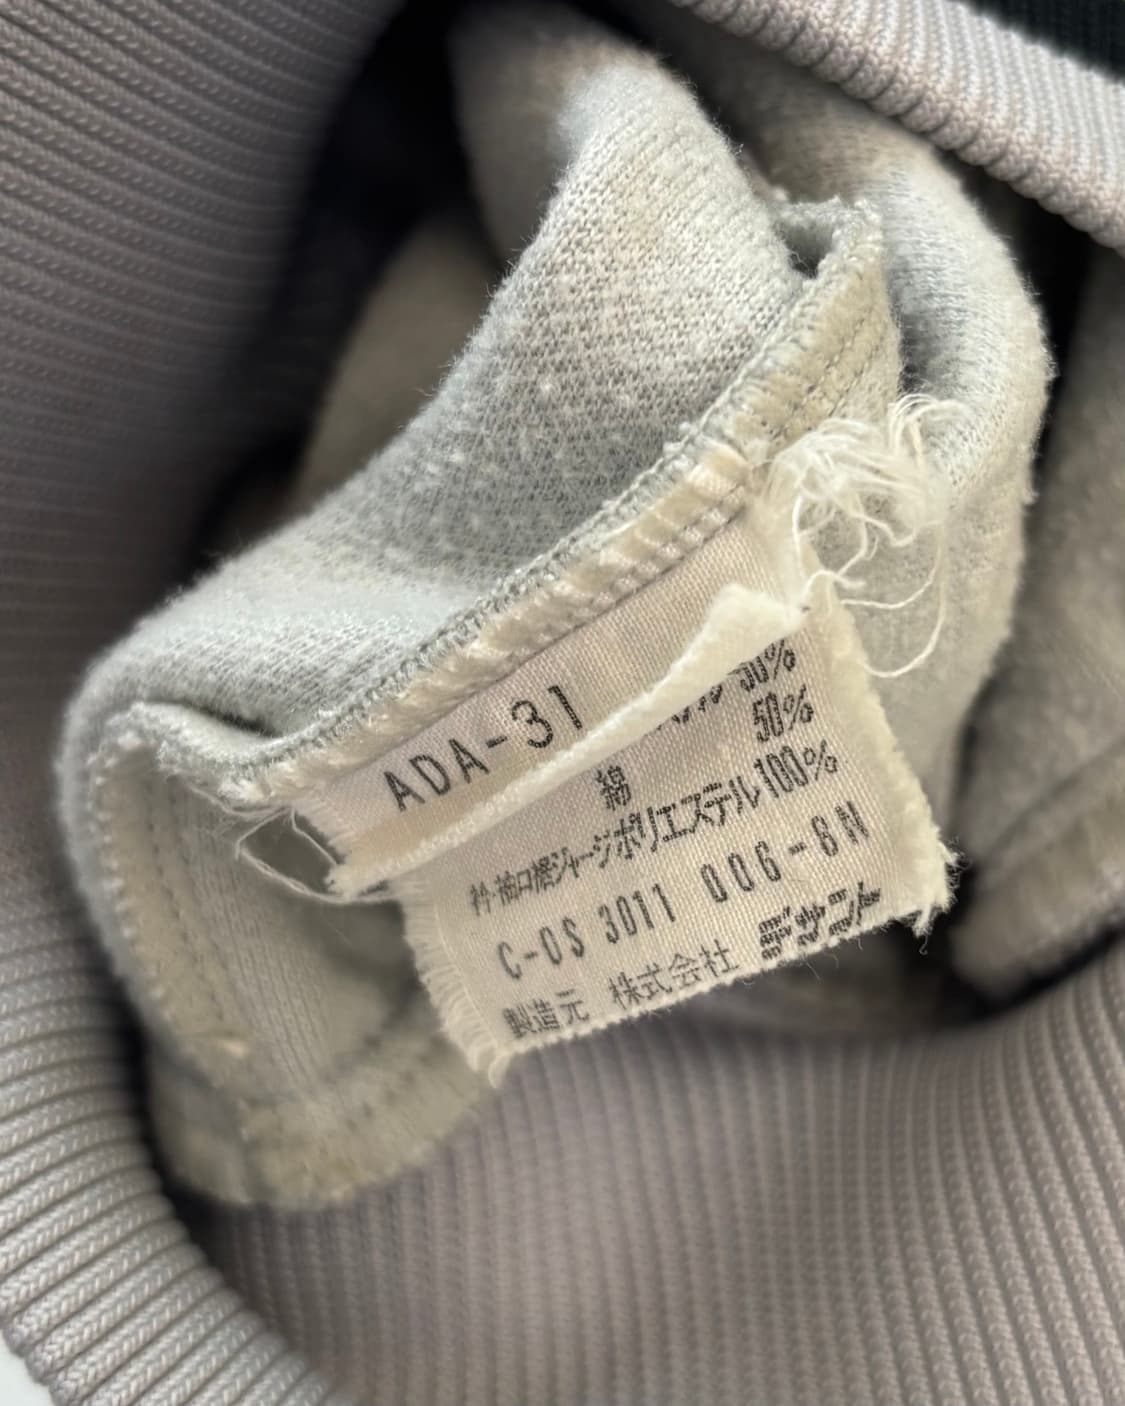 ADA-31
50%
綿 50%
衿・袖口裾ジャージポリエステル100%
C-OS 3011 006-6N
製造元 株式会社 デサント